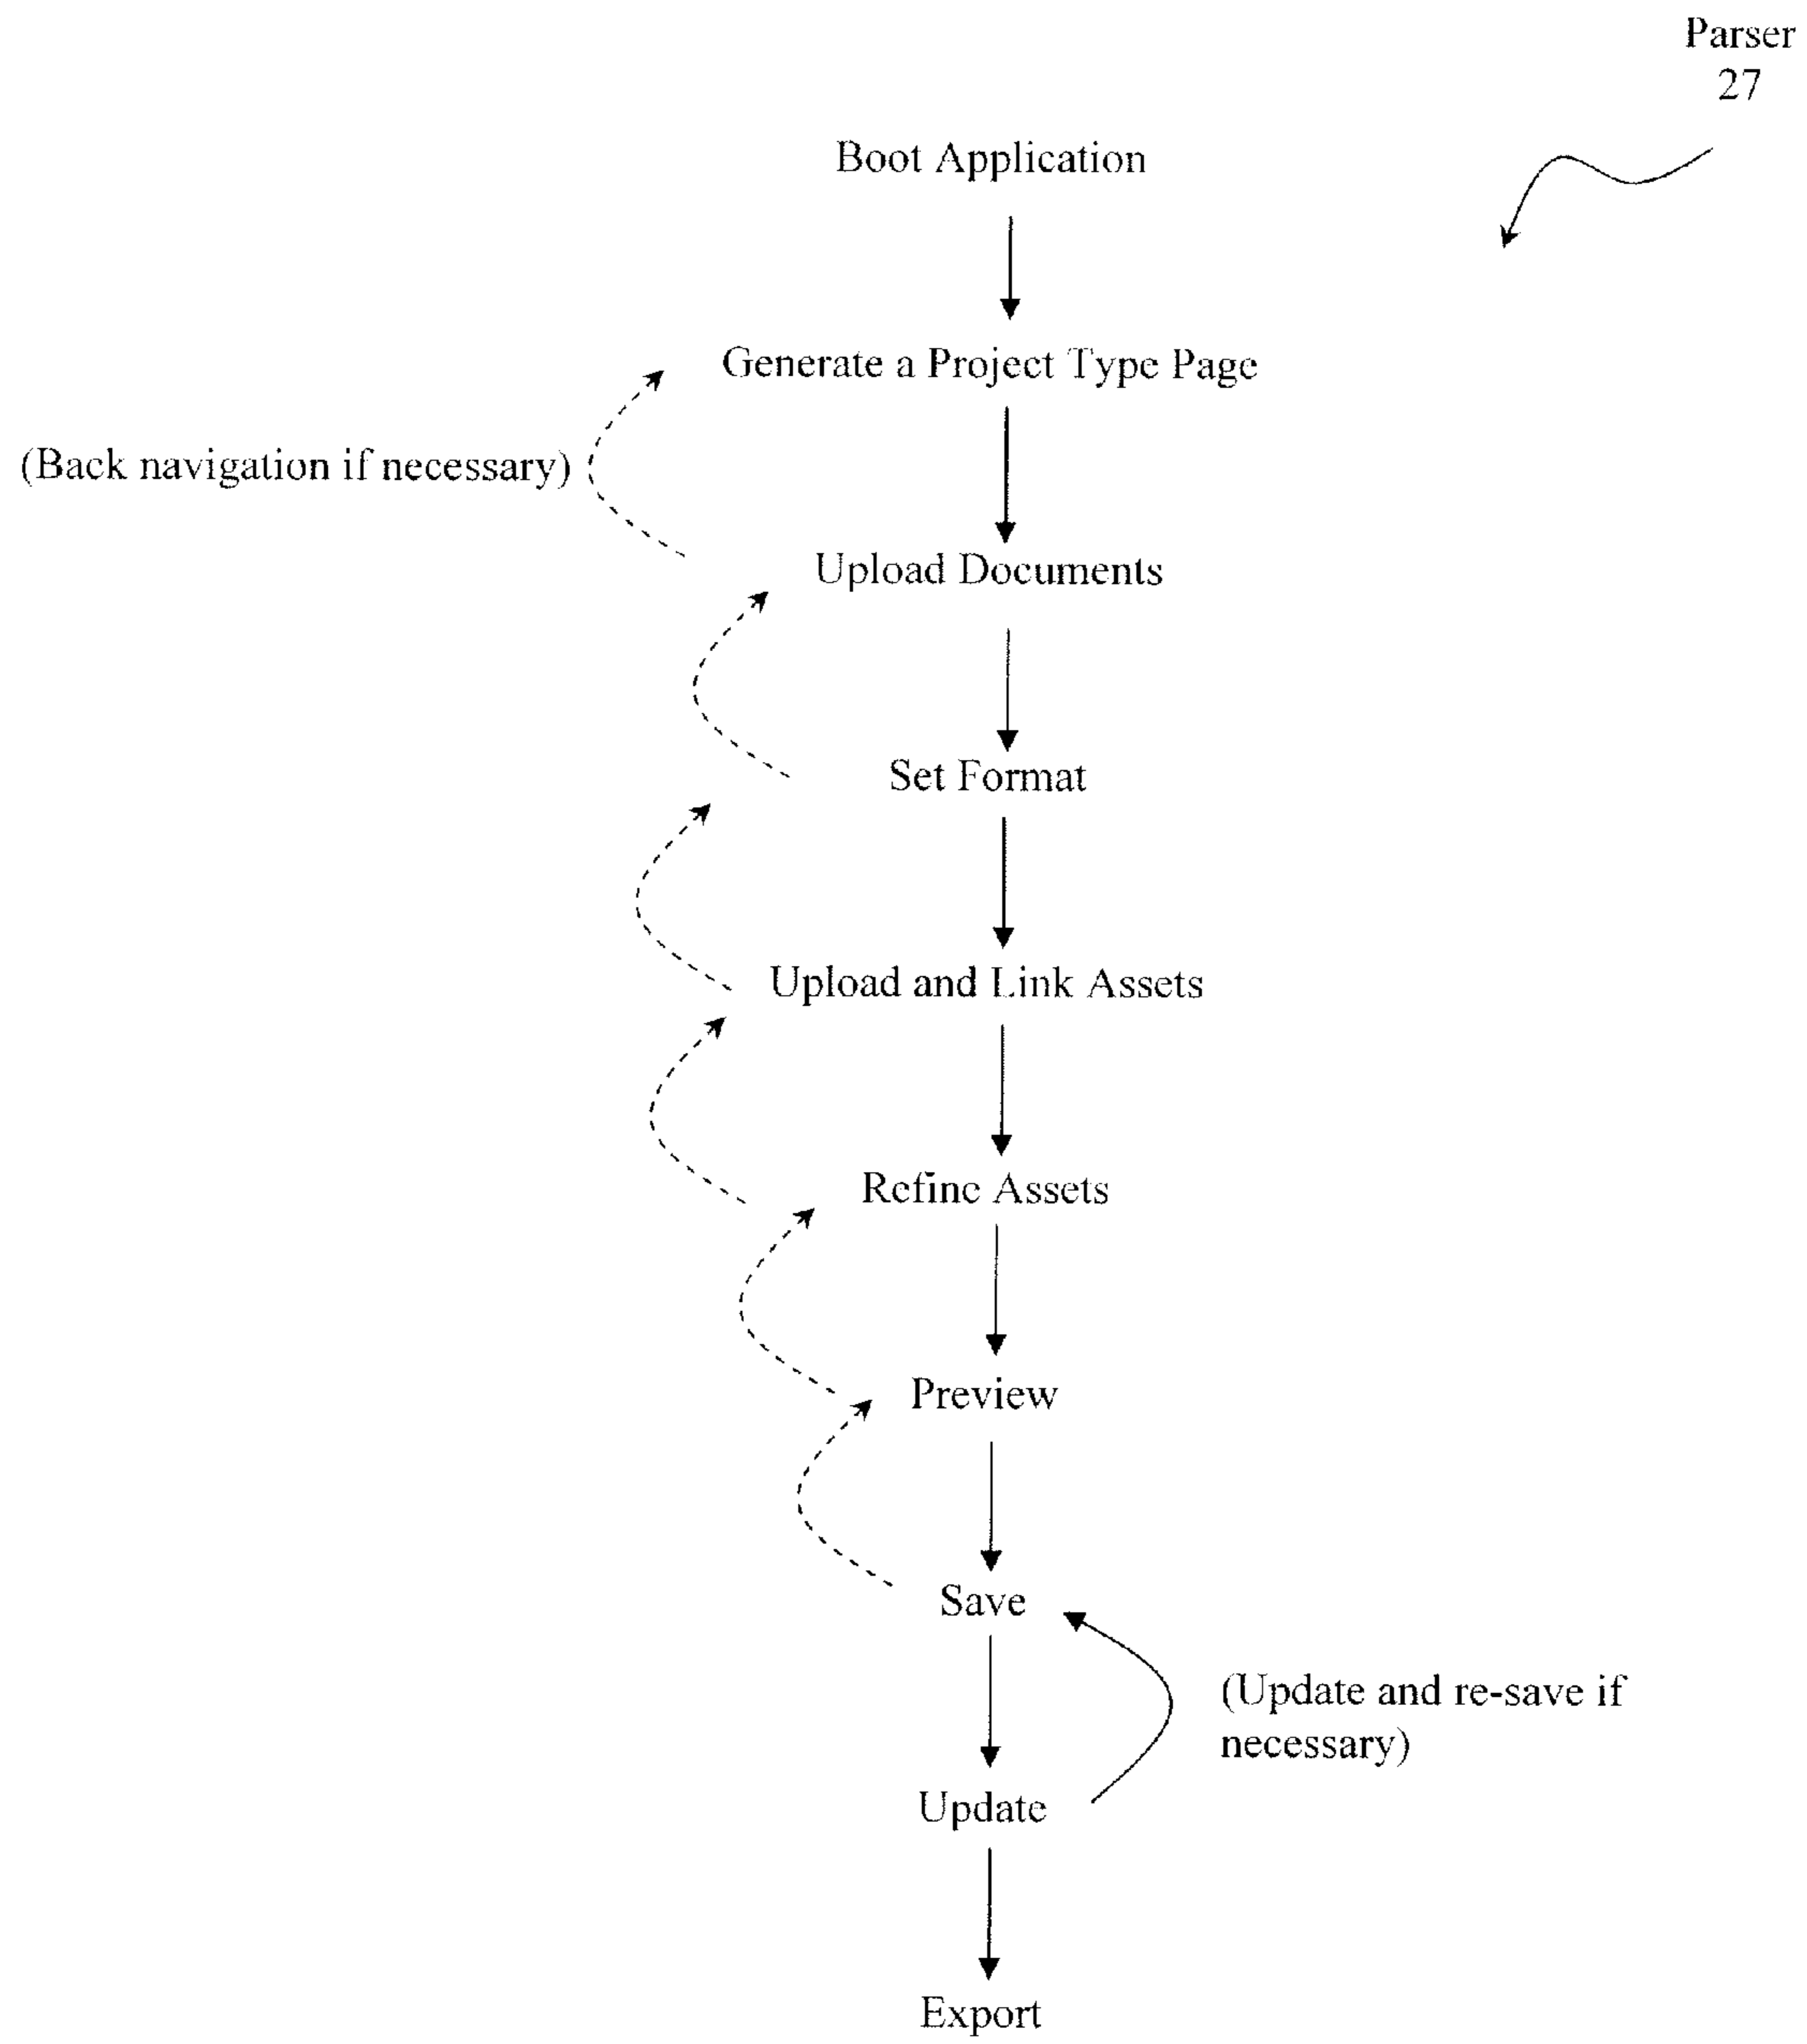 Parser
27
Boot Application
Generate a Project Type Page
(Back navigation if necessary)
Upload Documents
Set Format
Upload and Link Assets
Refine Assets
Preview
Save
(Update and re-save if
necessary)
Update
Export